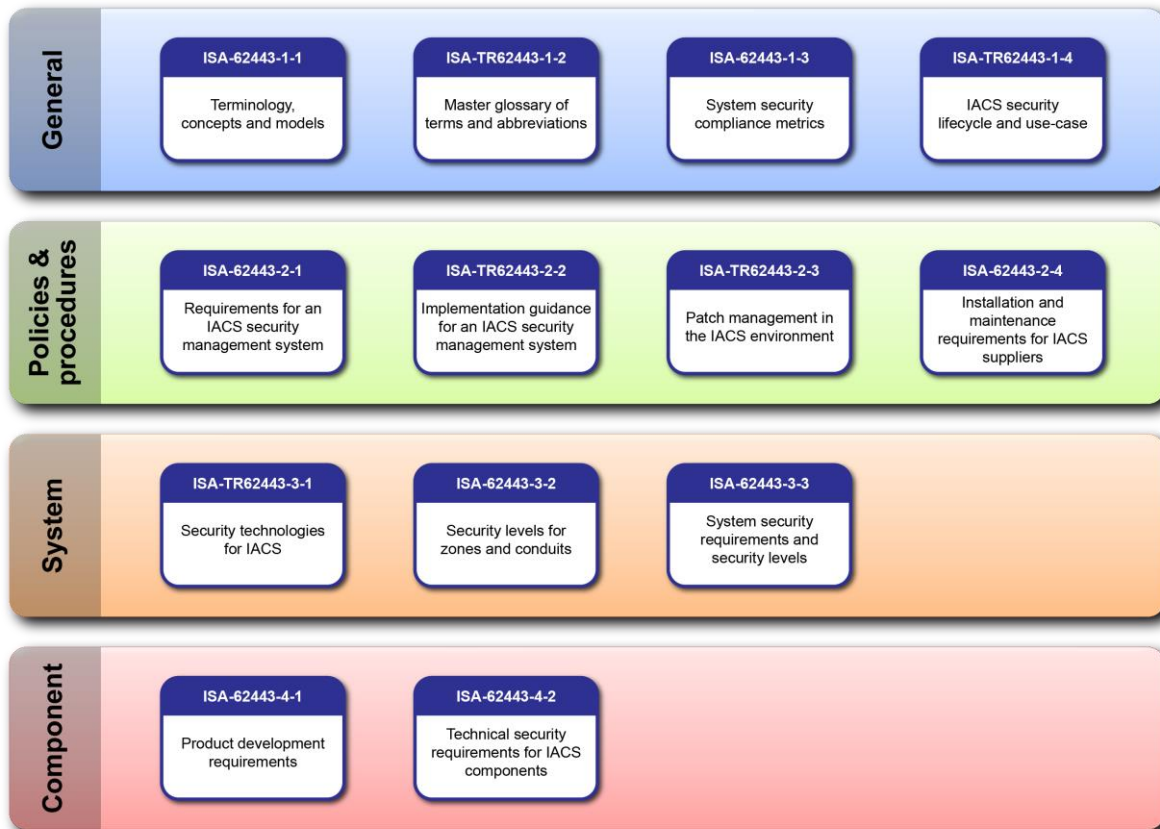 General
ISA-62443-1-1
Terminology,
concepts and models
ISA-TR62443-1-2
Master glossary of
terms and abbreviations
ISA-62443-1-3
System security
compliance metrics
ISA-TR62443-1-4
IACS security
lifecycle and use-case
Policies &
procedures
ISA-62443-2-1
Requirements for an
IACS security
management system
ISA-TR62443-2-2
Implementation guidance
for an IACS security
management system
ISA-TR62443-2-3
Patch management in
the IACS environment
ISA-62443-2-4
Installation and
maintenance
requirements for IACS
suppliers
System
ISA-TR62443-3-1
Security technologies
for IACS
ISA-62443-3-2
Security levels for
zones and conduits
ISA-62443-3-3
System security
requirements and
security levels
Component
ISA-62443-4-1
Product development
requirements
ISA-62443-4-2
Technical security
requirements for IACS
components